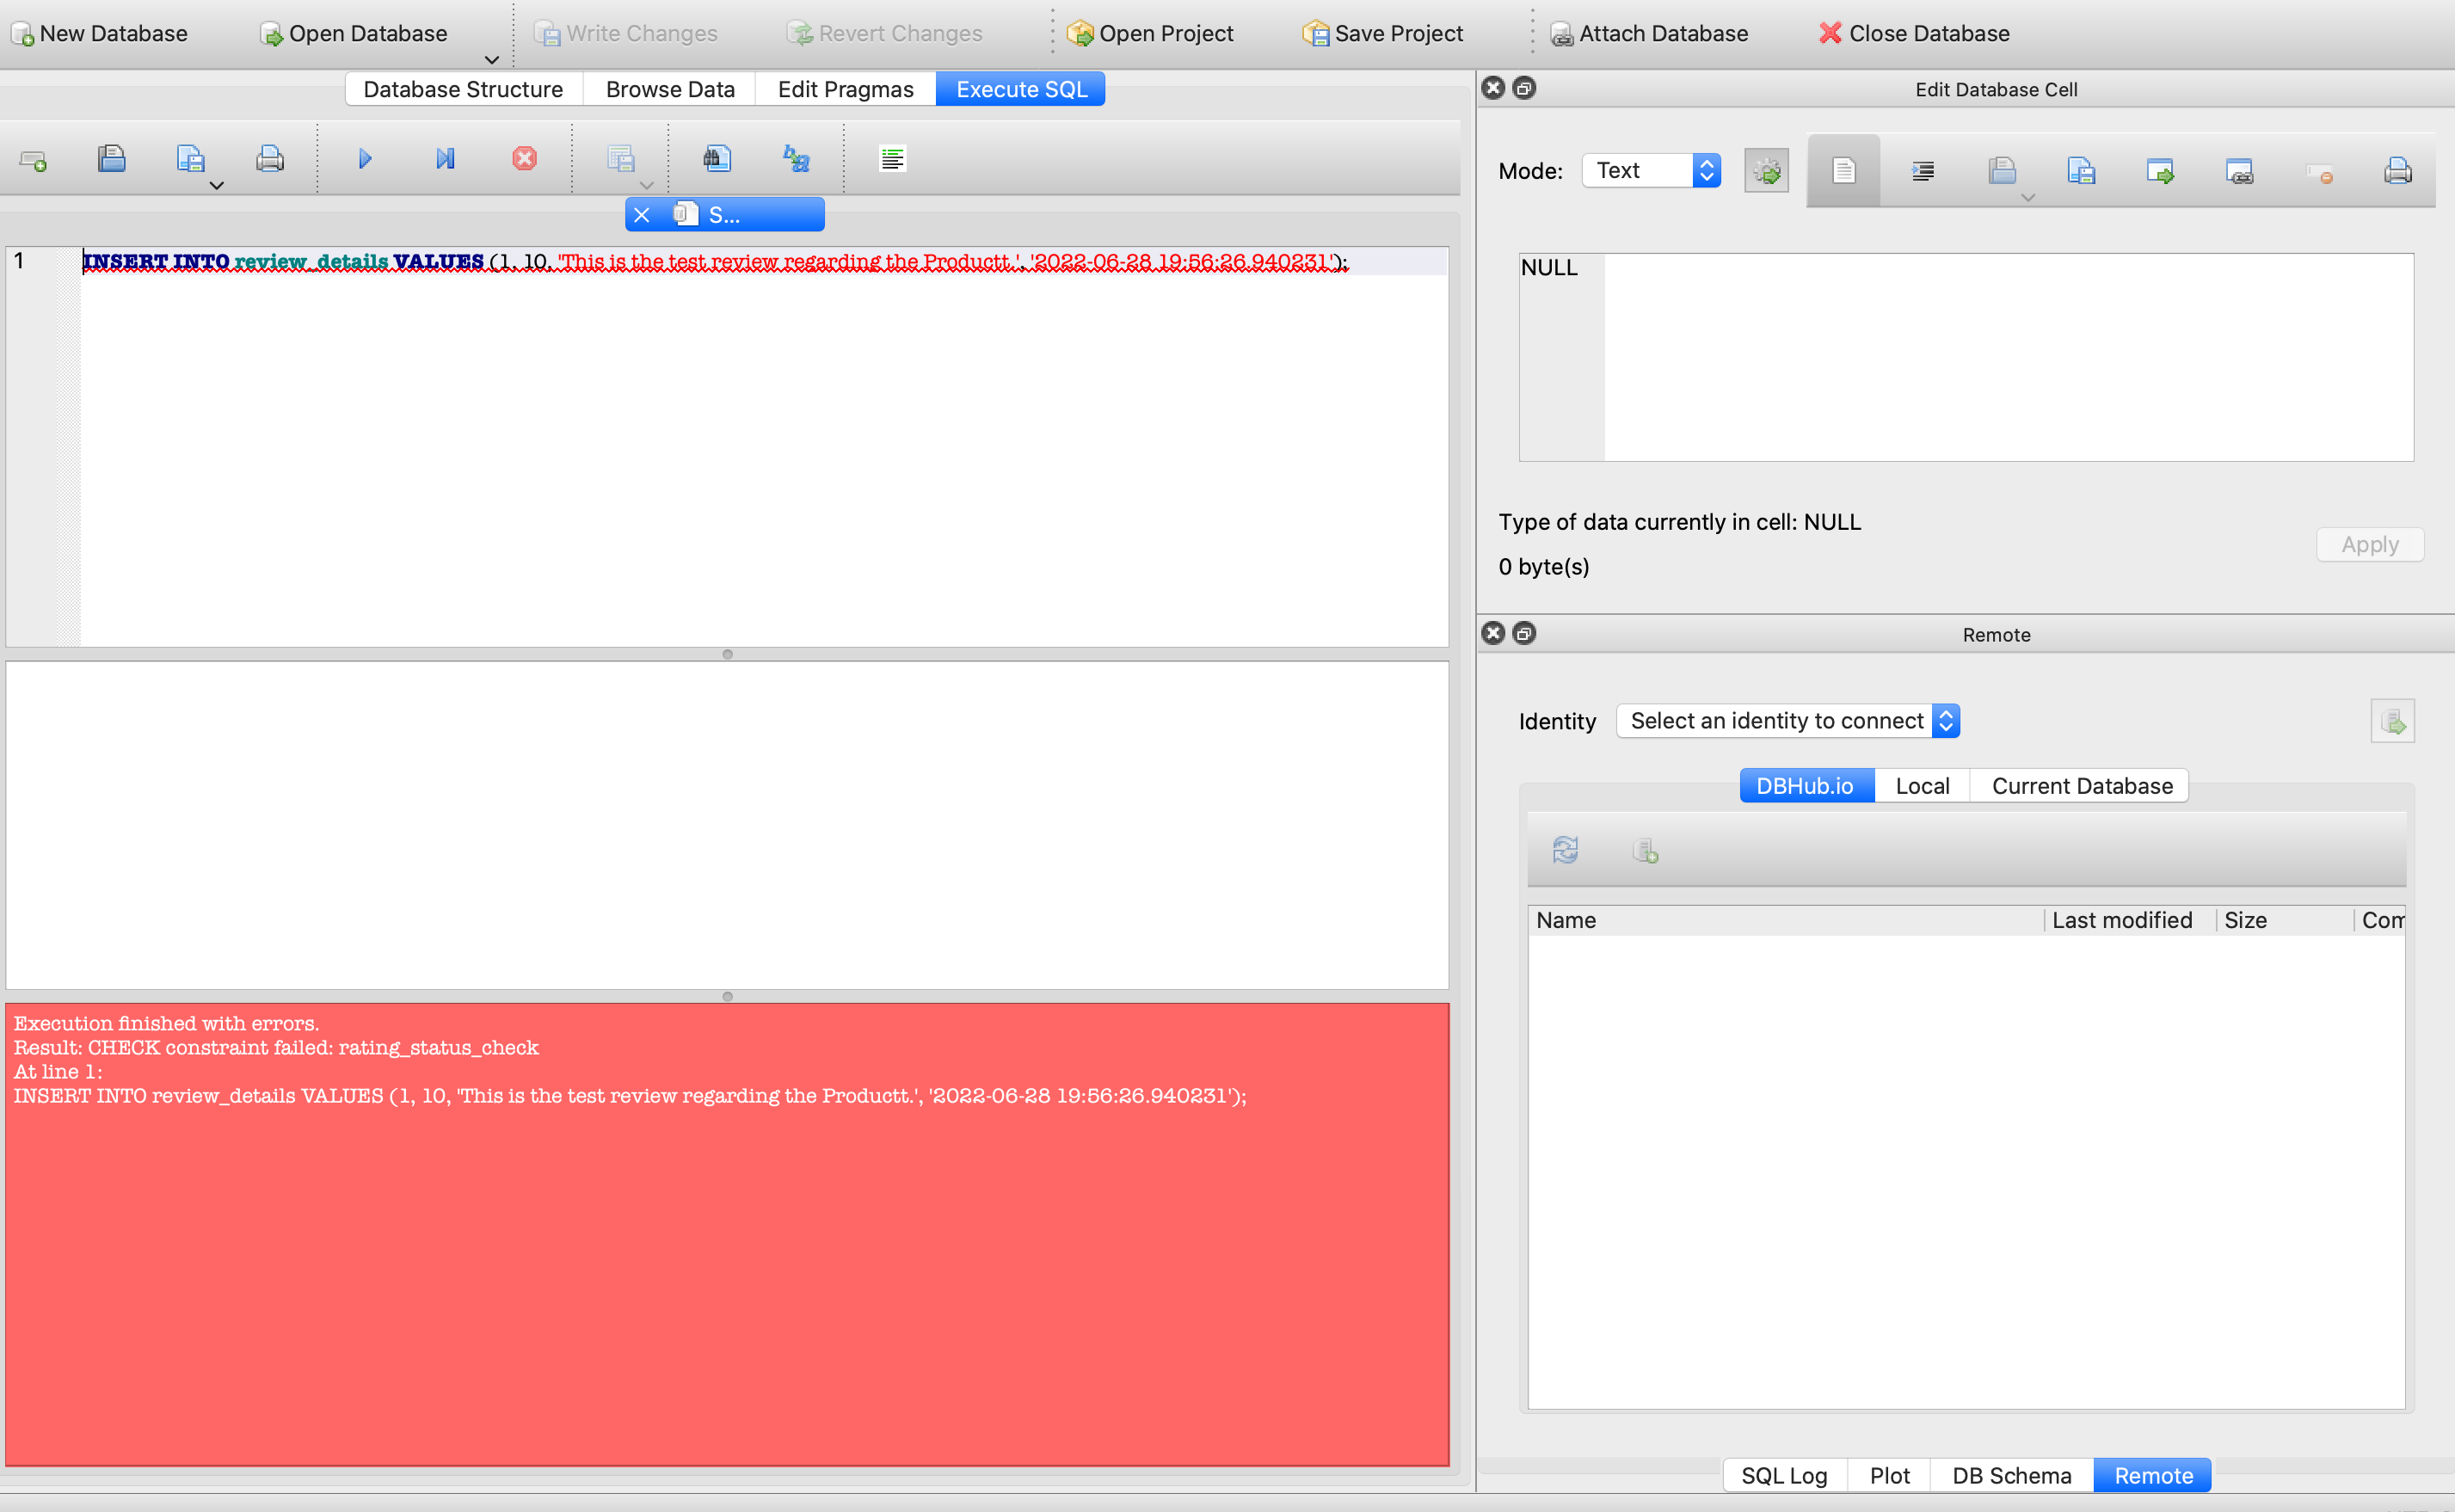 New Database
Open Database
Write Changes
Revert Changes
Open Project
Save Project
Attach Database
Close Database
Database Structure
Browse Data
Edit Pragmas
Execute SQL
S...
1
INSERT INTO review_details VALUES (1, 10, 'This is the test review regarding the Productt.', '2022-06-28 19:56:26.940231');
Execution finished with errors.
Result: CHECK constraint failed: rating_status_check
At line 1:
INSERT INTO review_details VALUES (1, 10, 'This is the test review regarding the Productt.', '2022-06-28 19:56:26.940231');
Edit Database Cell
Mode: Text
NULL
Type of data currently in cell: NULL
0 byte(s)
Apply
Remote
Identity Select an identity to connect
DBHub.io
Local
Current Database
Name
Last modified
Size
Com
SQL Log
Plot
DB Schema
Remote